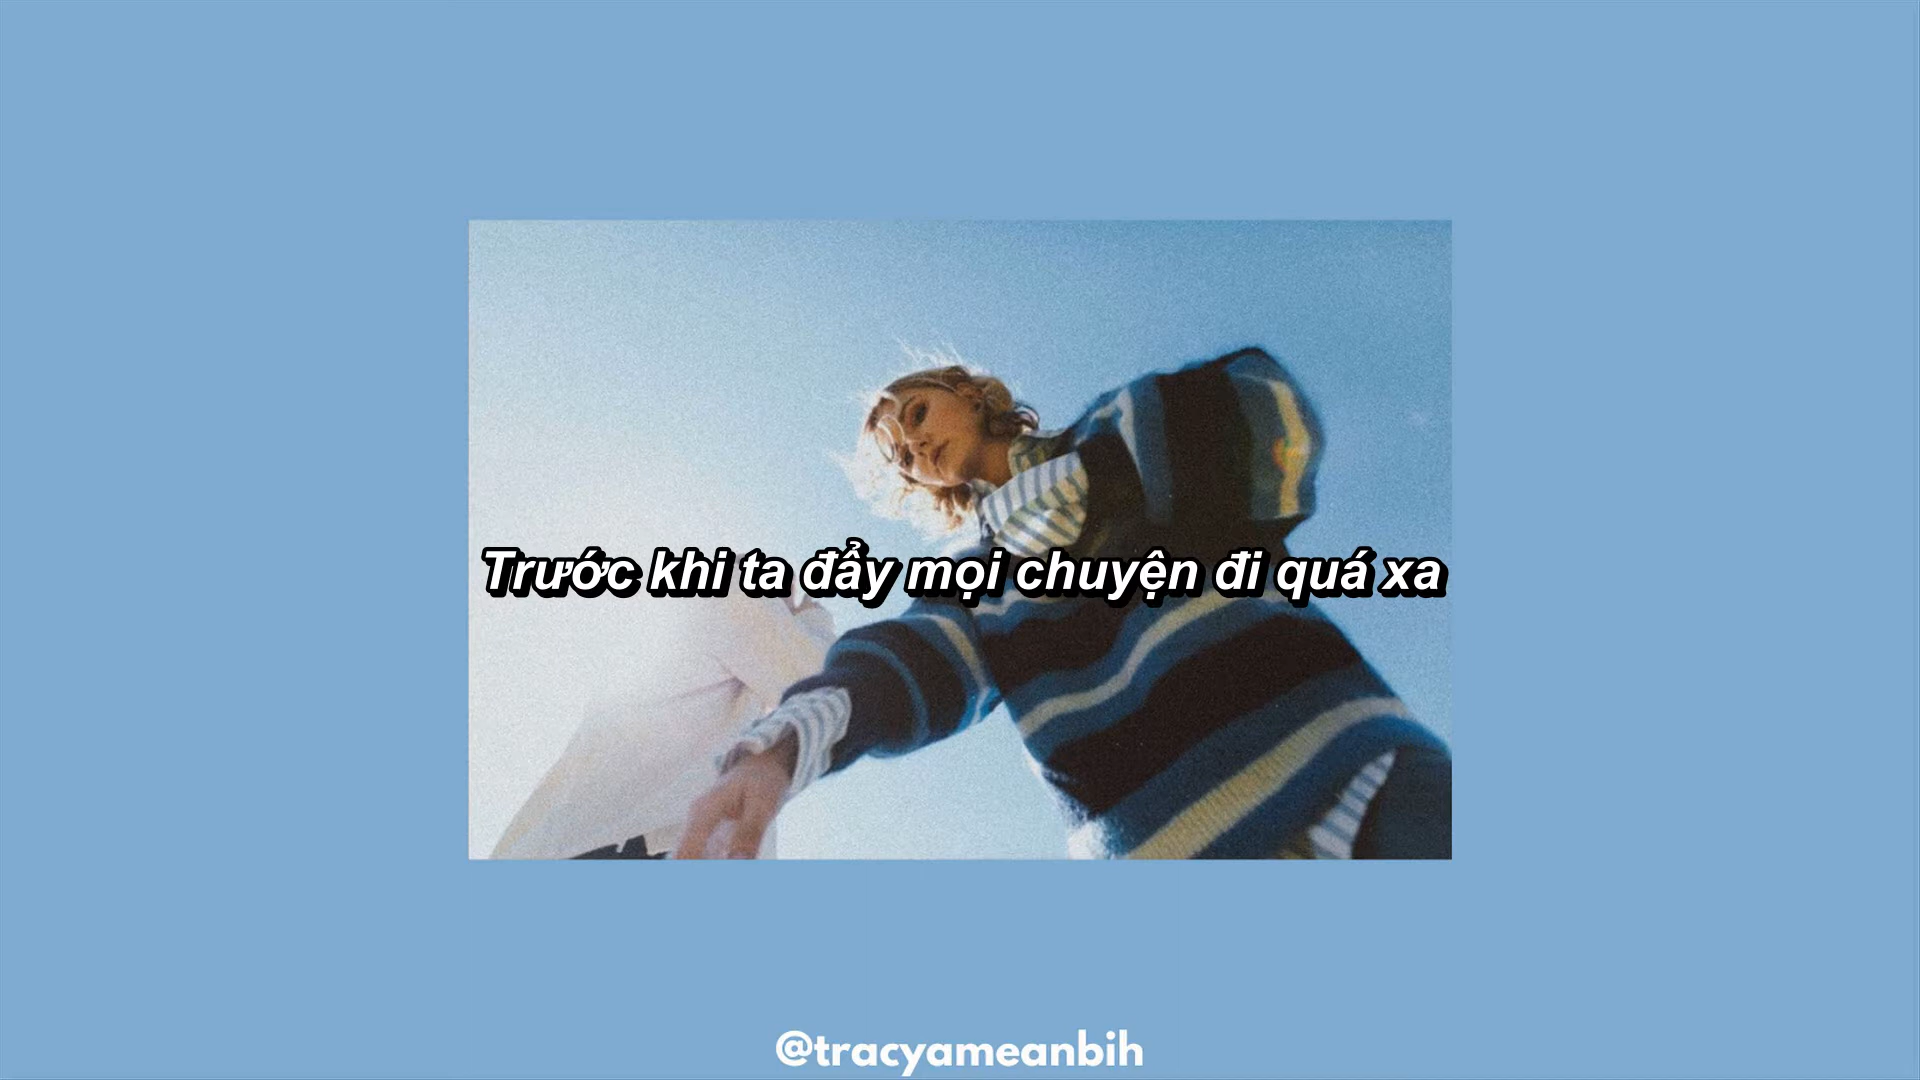 Trước khi ta đẩy mọi chuyện đi quá xa
@tracyameanbih